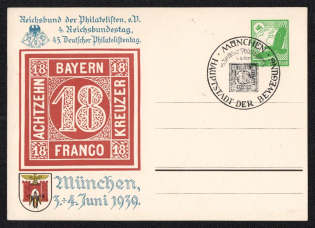 Reichsbund der Philatelisten, e.V.
4. Reichsbundestag,
45. Deutscher Philatelistentag.
BAYERN
ACHTZEHN
18
KREUZER
FRANCO
München,
3.-4. Juni 1939.
MÜNCHEN
HAUPTSTADT DER BEWEGUNG